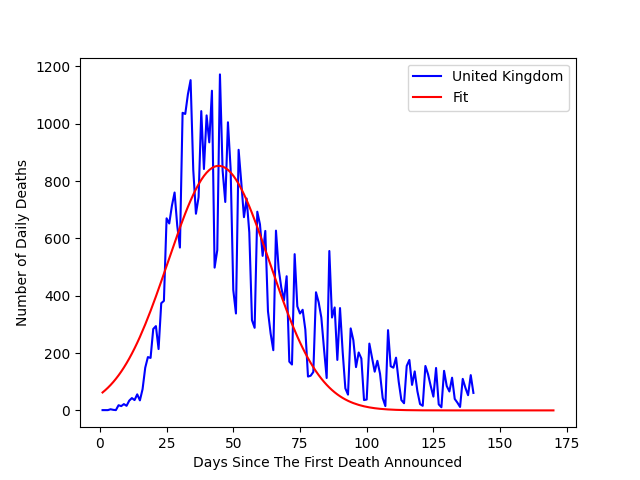 United Kingdom
Fit
1200
1000
800
600
400
200
0
Number of Daily Deaths
0 25 50 75 100 125 150 175
Days Since The First Death Announced